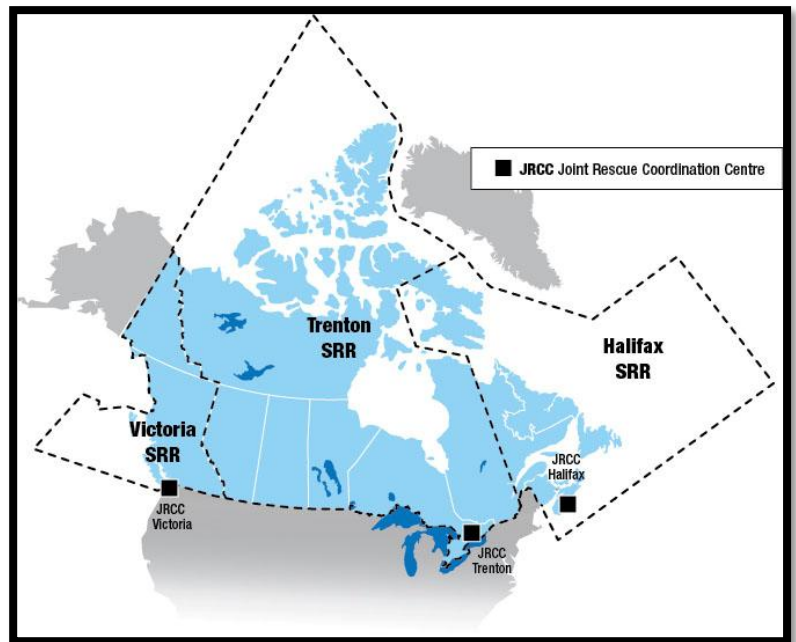 JRCC Joint Rescue Coordination Centre
Trenton
SRR
Halifax
SRR
Victoria
SRR
JRCC
Halifax
JRCC
Victoria
JRCC
Trenton